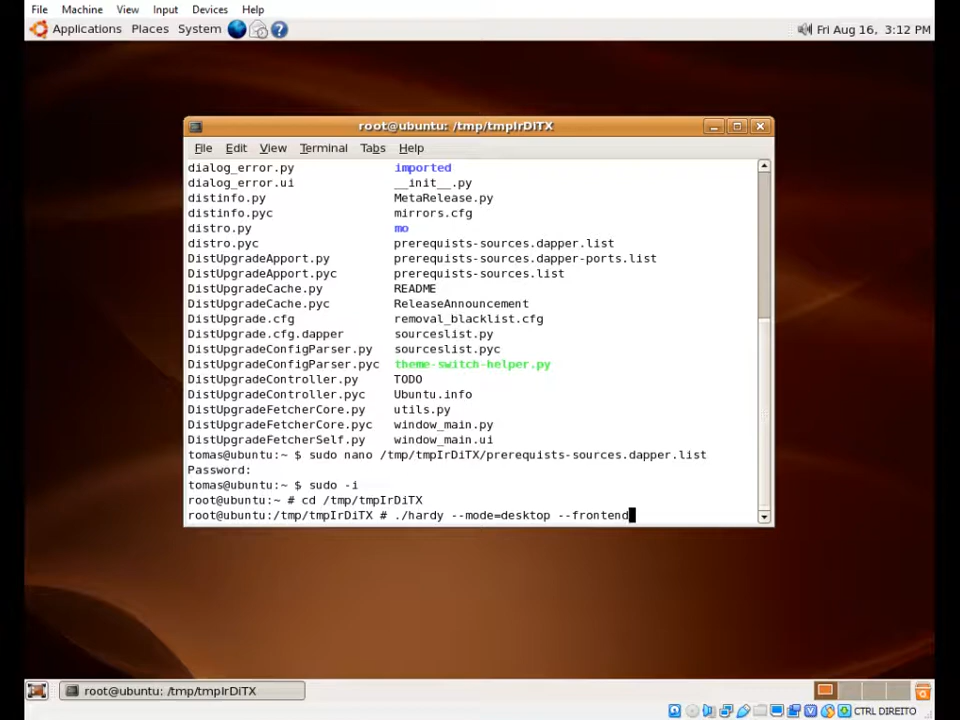 File Machine View Input Devices Help
Applications Places System Fri Aug 16, 3:12 PM
root@ubuntu: /tmp/tmpIrDiTX
File Edit View Terminal Tabs Help
dialog_error.py imported
dialog_error.ui __init__.py
distinfo.py MetaRelease.py
distinfo.pyc mirrors.cfg
distro.py mo
distro.pyc prerequists-sources.dapper.list
DistUpgradeApport.py prerequists-sources.dapper-ports.list
DistUpgradeApport.pyc prerequists-sources.list
DistUpgradeCache.py README
DistUpgradeCache.pyc ReleaseAnnouncement
DistUpgrade.cfg removal_blacklist.cfg
DistUpgrade.cfg.dapper sourceslist.py
DistUpgradeConfigParser.py sourceslist.pyc
DistUpgradeConfigParser.pyc theme-switch-helper.py
DistUpgradeController.py TODO
DistUpgradeController.pyc Ubuntu.info
DistUpgradeFetcherCore.py utils.py
DistUpgradeFetcherCore.pyc window_main.py
DistUpgradeFetcherSelf.py window_main.ui
tomas@ubuntu:~ $ sudo nano /tmp/tmpIrDiTX/prerequists-sources.dapper.list
Password:
tomas@ubuntu:~ $ sudo -i
root@ubuntu:~ # cd /tmp/tmpIrDiTX
root@ubuntu:/tmp/tmpIrDiTX # ./hardy --mode=desktop --frontend
root@ubuntu: /tmp/tmpIrDiTX
CTRL DIREITO